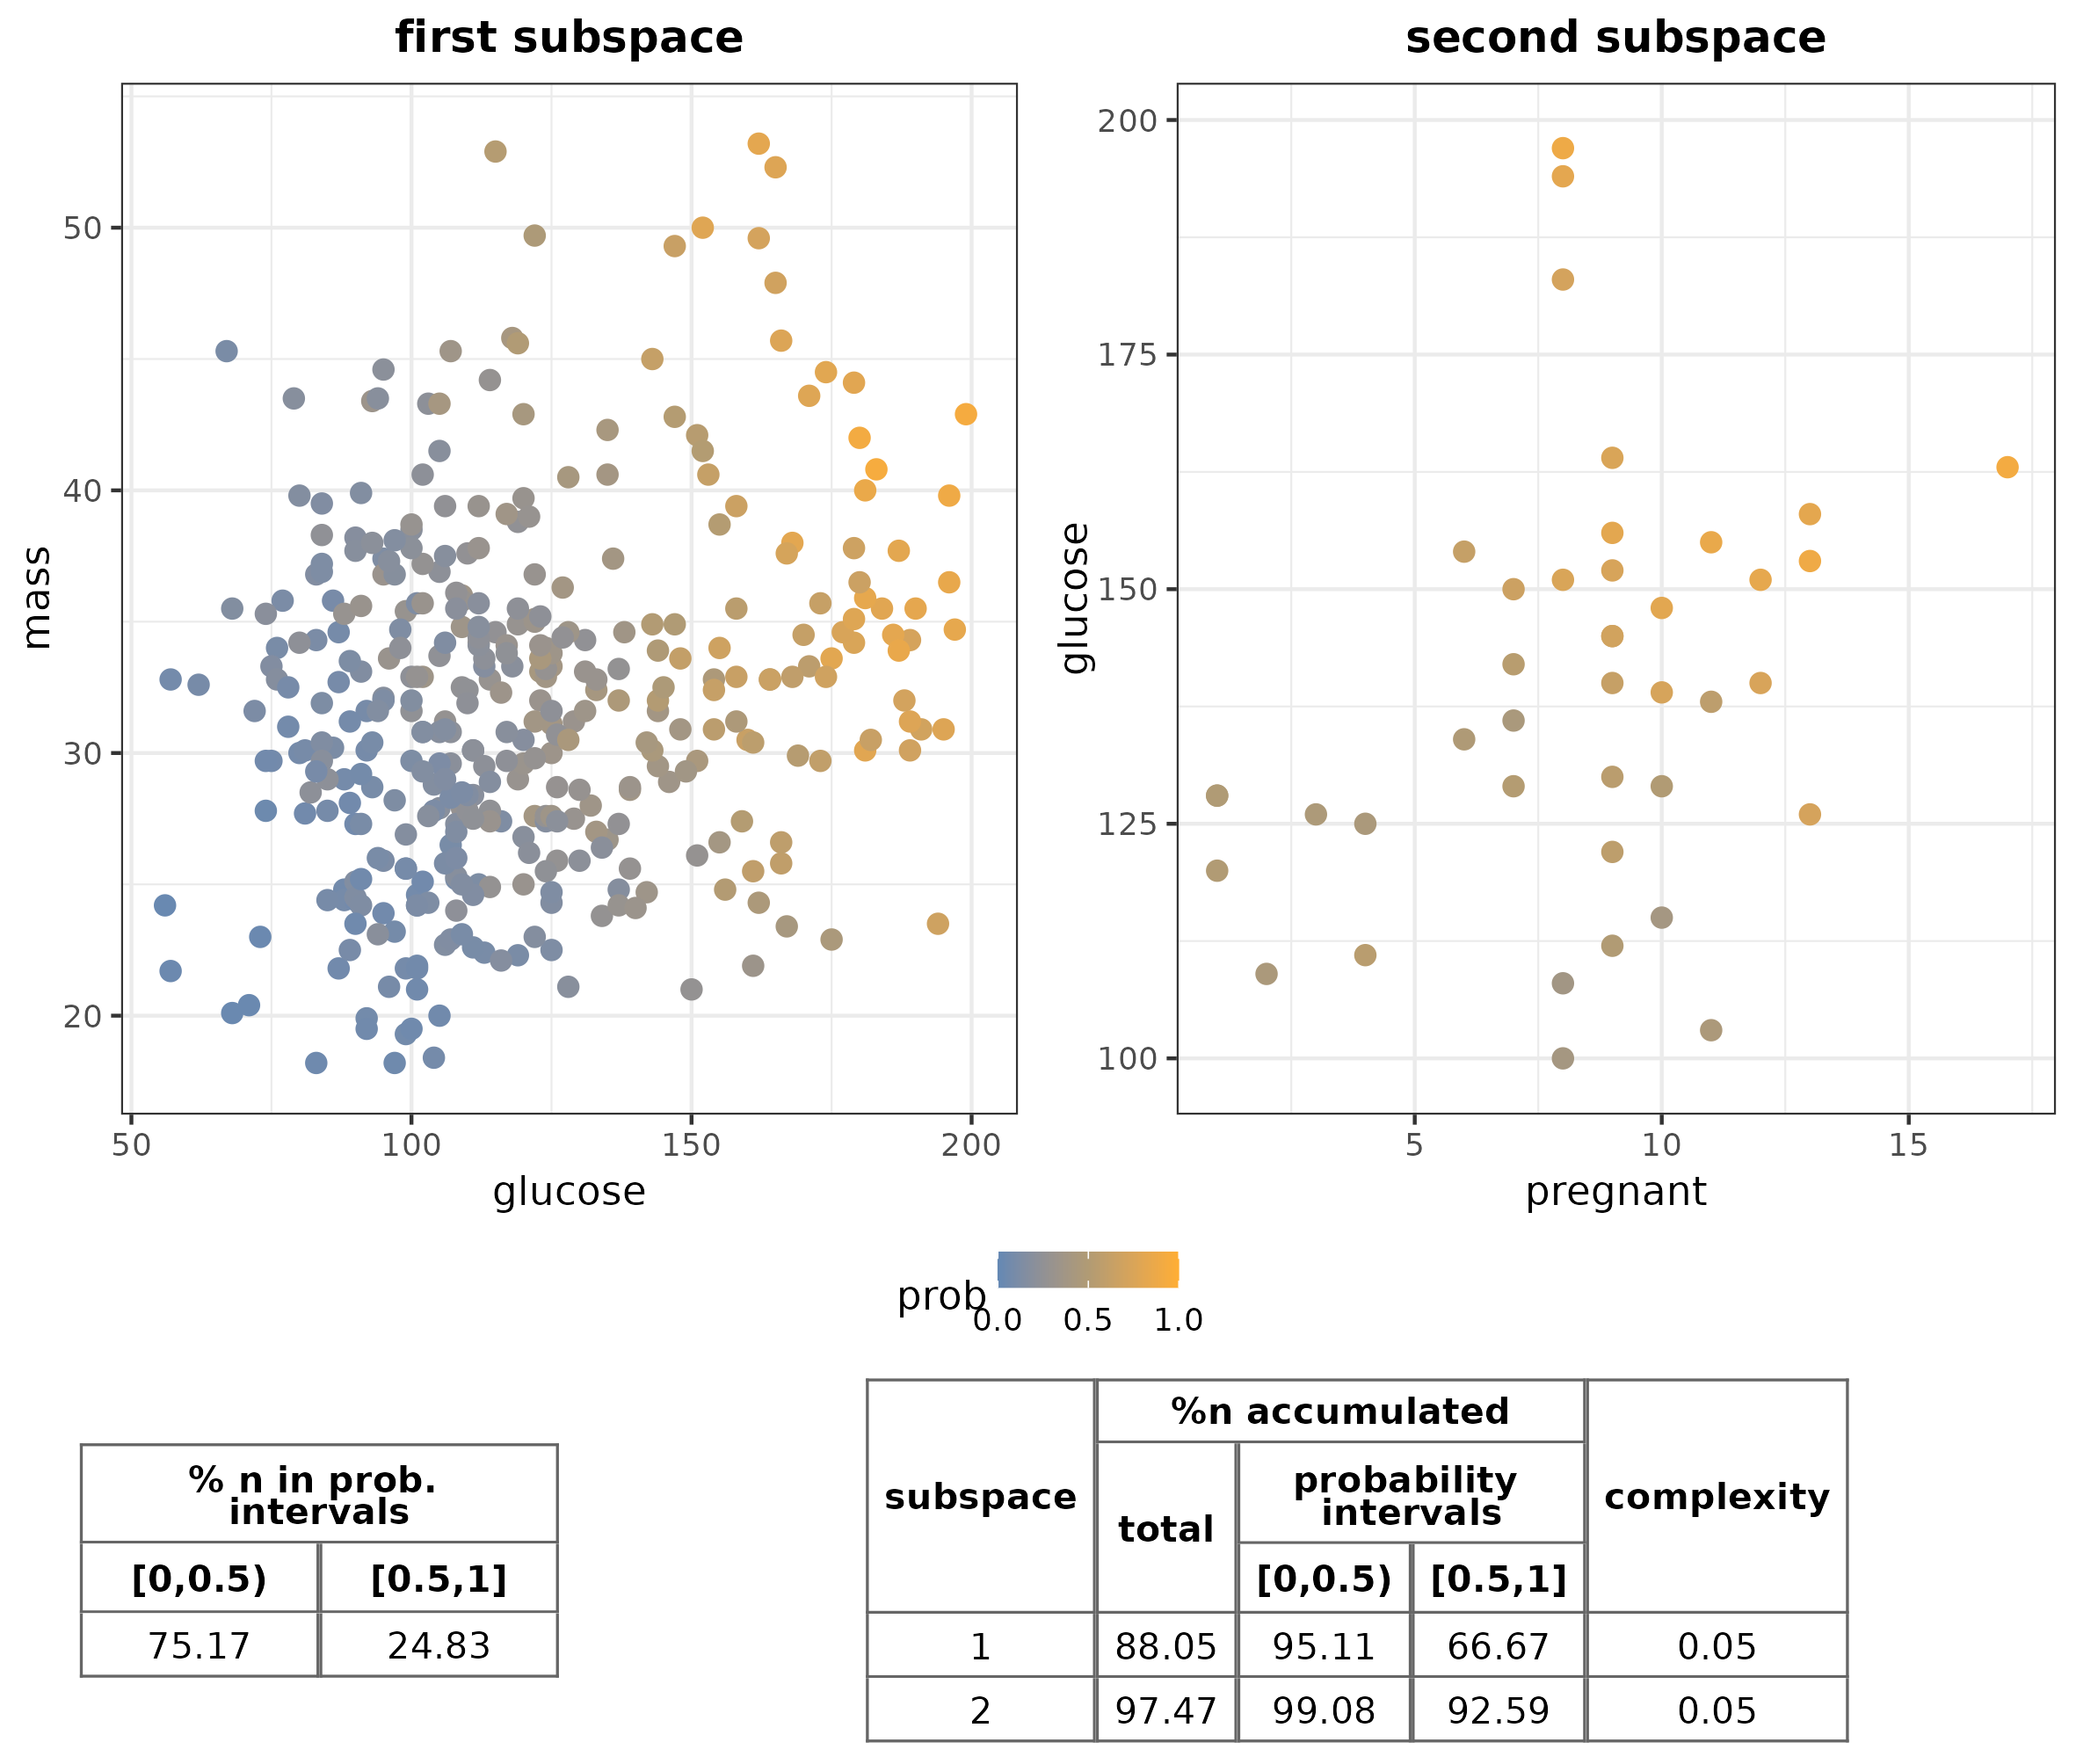 first subspace
second subspace
mass
50
40
30
20
50 100 150 200
glucose
glucose
200
175
150
125
100
5 10 15
pregnant
prob
0.0 0.5 1.0
% n in prob.
intervals
[0,0.5) [0.5,1]
75.17 24.83
subspace
%n accumulated
total
probability
intervals
[0,0.5) [0.5,1]
complexity
1 88.05 95.11 66.67 0.05
2 97.47 99.08 92.59 0.05